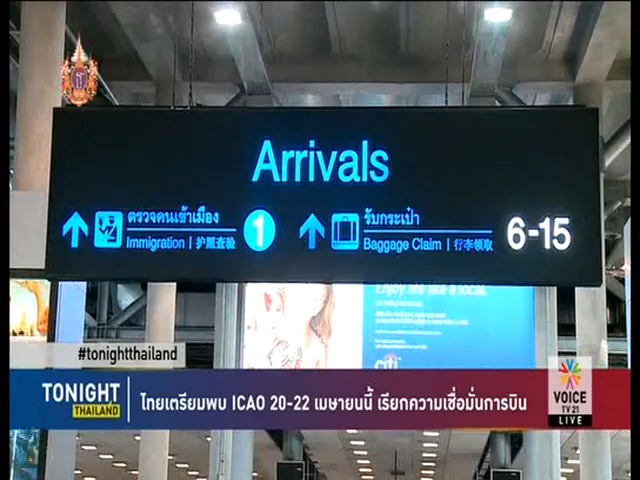 Arrivals
ตรวจคนเข้าเมือง
Immigration | 护照查验
1
รับกระเป๋า
Baggage Claim | 行李领取
6-15
Enjoy life like a local.
citi
#tonightthailand
TONIGHT
THAILAND
ไทยเตรียมพบ ICAO 20-22 เมษายนนี้ เรียกความเชื่อมั่นการบิน
VOICE
TV 21
LIVE